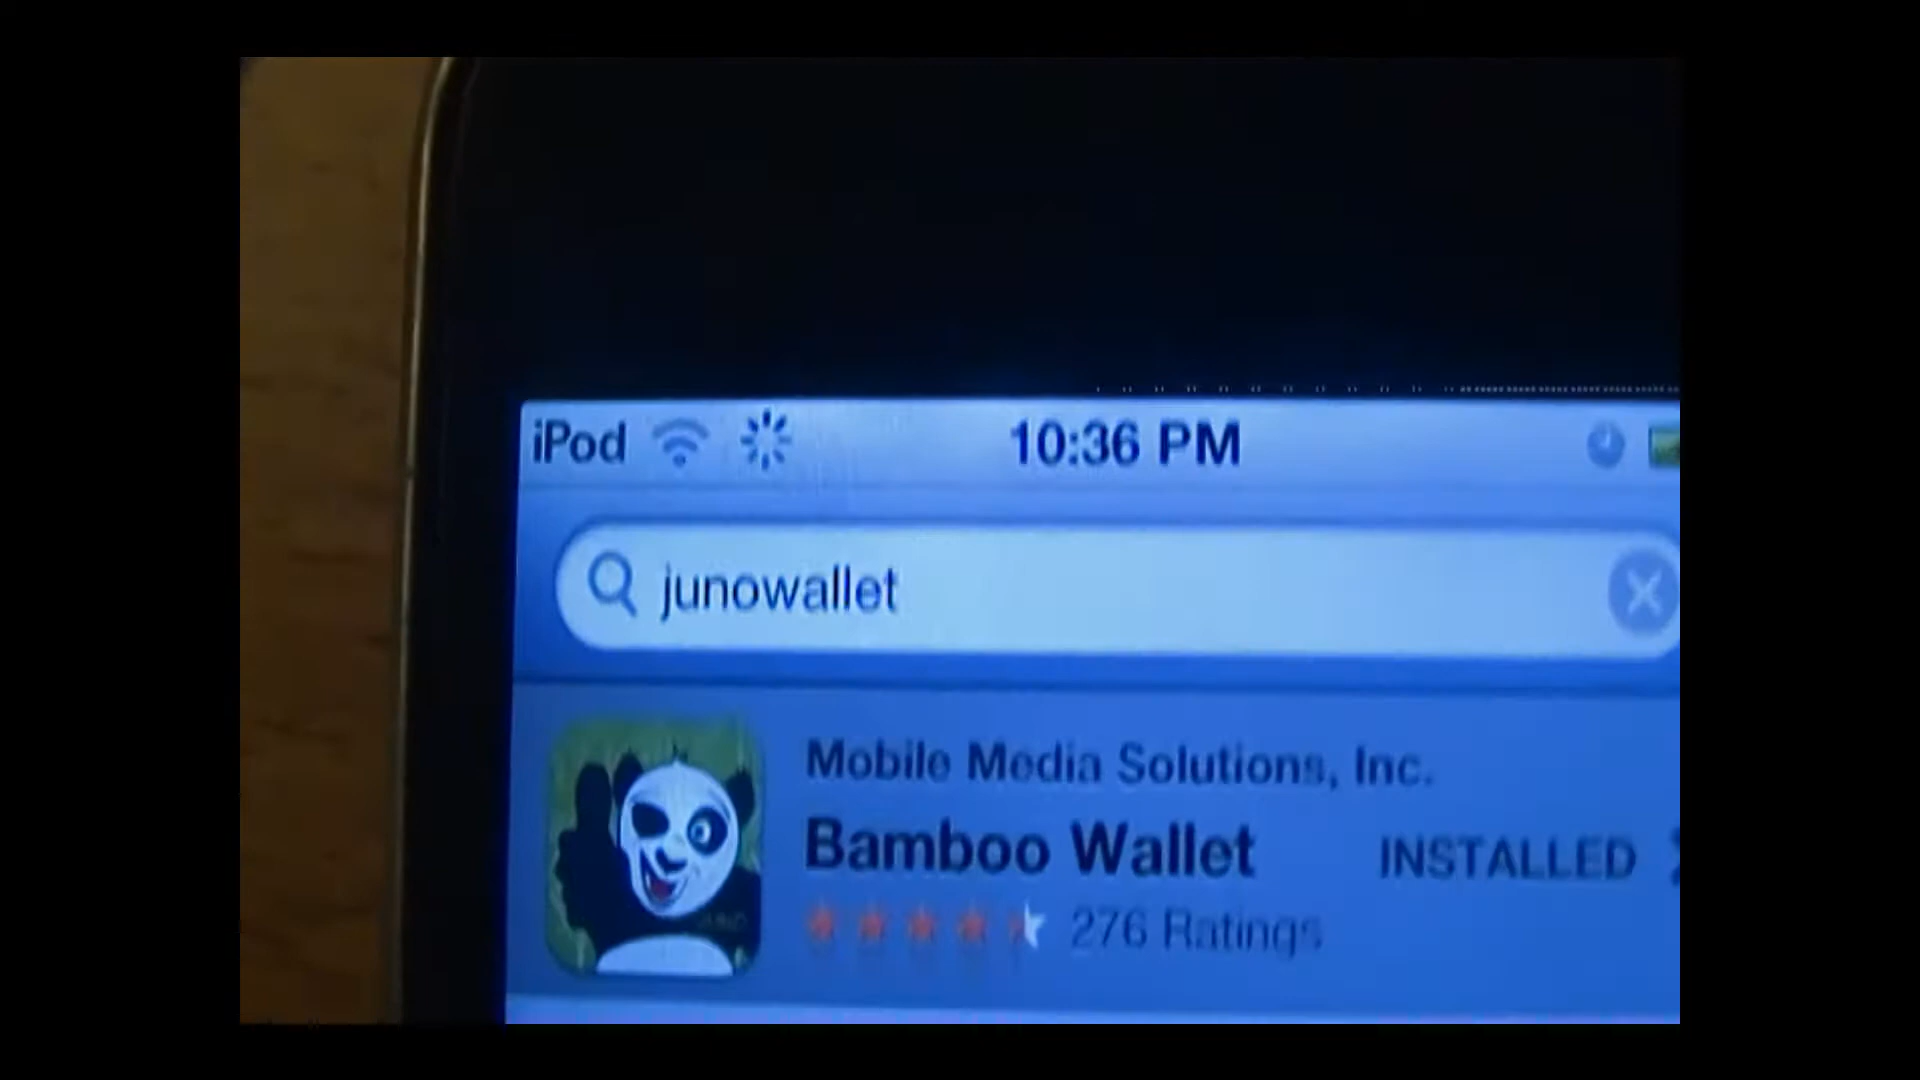 iPod 10:36 PM
junowallet
Mobile Media Solutions, Inc.
Bamboo Wallet INSTALLED
276 Ratings